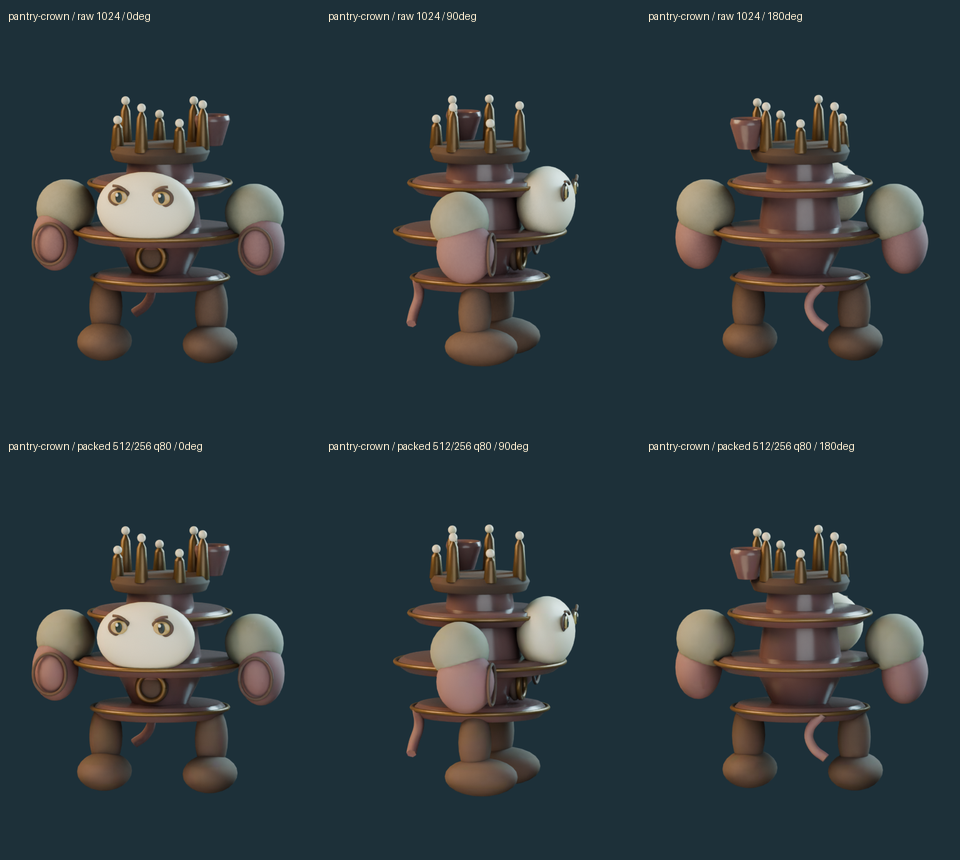 pantry-crown / raw 1024 / 0deg
pantry-crown / raw 1024 / 90deg
pantry-crown / raw 1024 / 180deg
pantry-crown / packed 512/256 q80 / 0deg
pantry-crown / packed 512/256 q80 / 90deg
pantry-crown / packed 512/256 q80 / 180deg